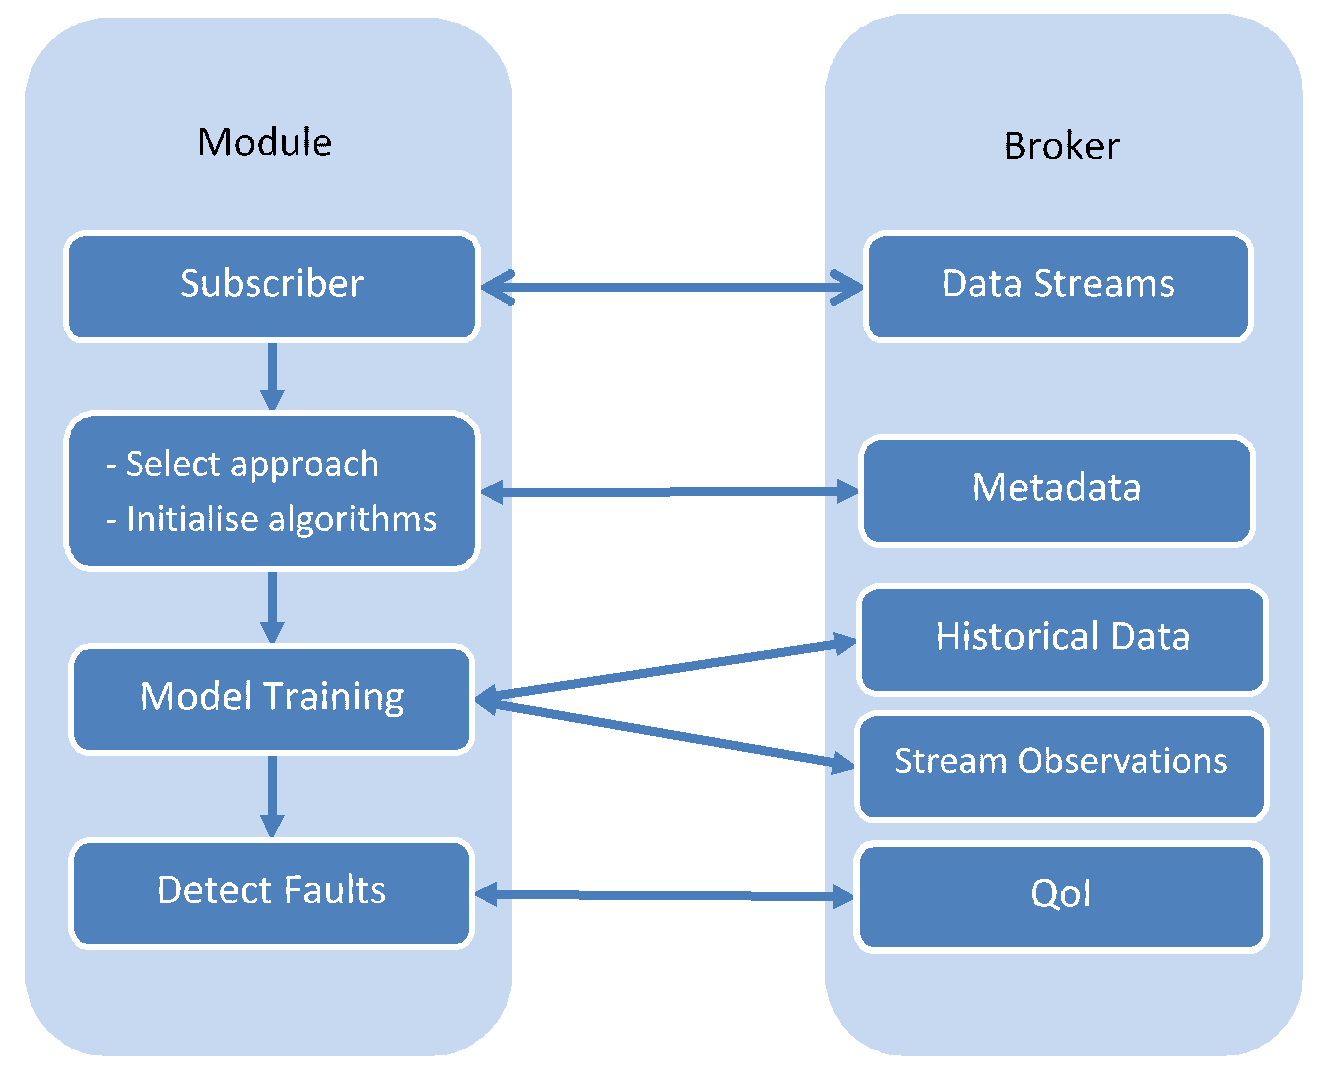 Module
Subscriber
- Select approach
- Initialise algorithms
Model Training
Detect Faults
Broker
Data Streams
Metadata
Historical Data
Stream Observations
QoI